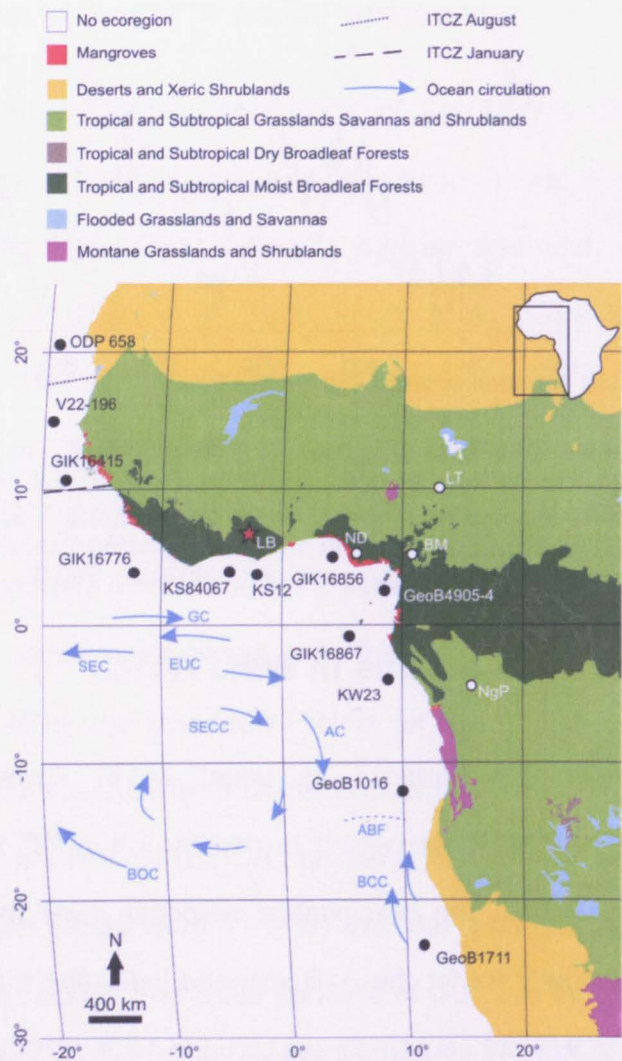 No ecoregion
ITCZ August
Mangroves
ITCZ January
Deserts and Xeric Shrublands
Ocean circulation
Tropical and Subtropical Grasslands Savannas and Shrublands
Tropical and Subtropical Dry Broadleaf Forests
Tropical and Subtropical Moist Broadleaf Forests
Flooded Grasslands and Savannas
Montane Grasslands and Shrublands
ODP 658
20°
V22-196
GIK16415
LT
10°
LB
ND
BM
GIK16776
KS84067
KS12
GIK16856
GeoB4905-4
GC
0°
GIK16867
SEC
EUC
KW23
NgP
SECC
AC
-10°
GeoB1016
ABF
BOC
BCC
-20°
N
GeoB1711
400 km
-30°
-20°
-10°
0°
10°
20°